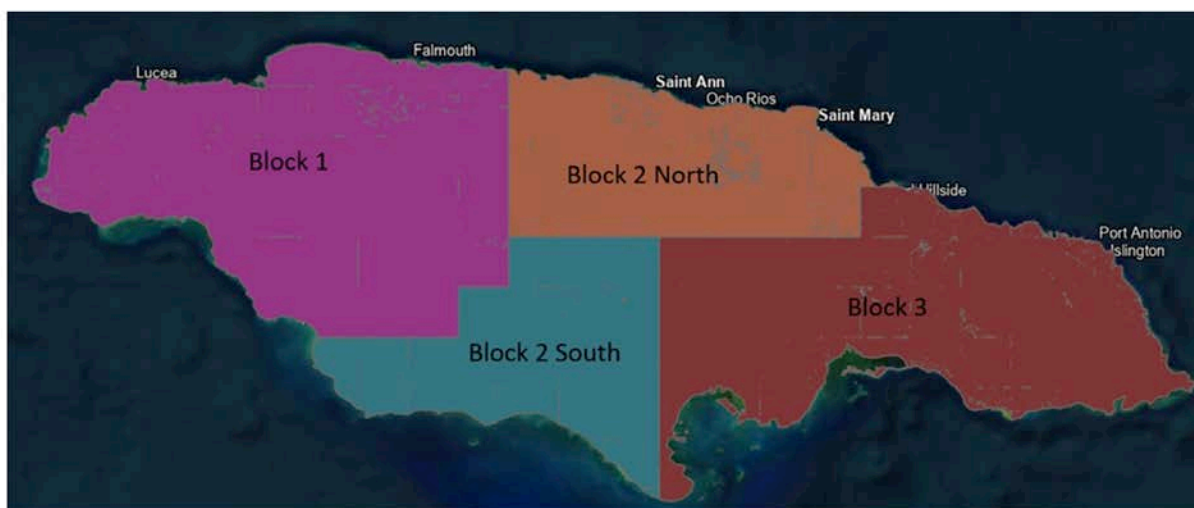 Falmouth
Lucea
Saint Ann
Ocho Rios
Saint Mary
Block 1
Block 2 North
Hillside
Port Antonio
Islington
Block 3
Block 2 South